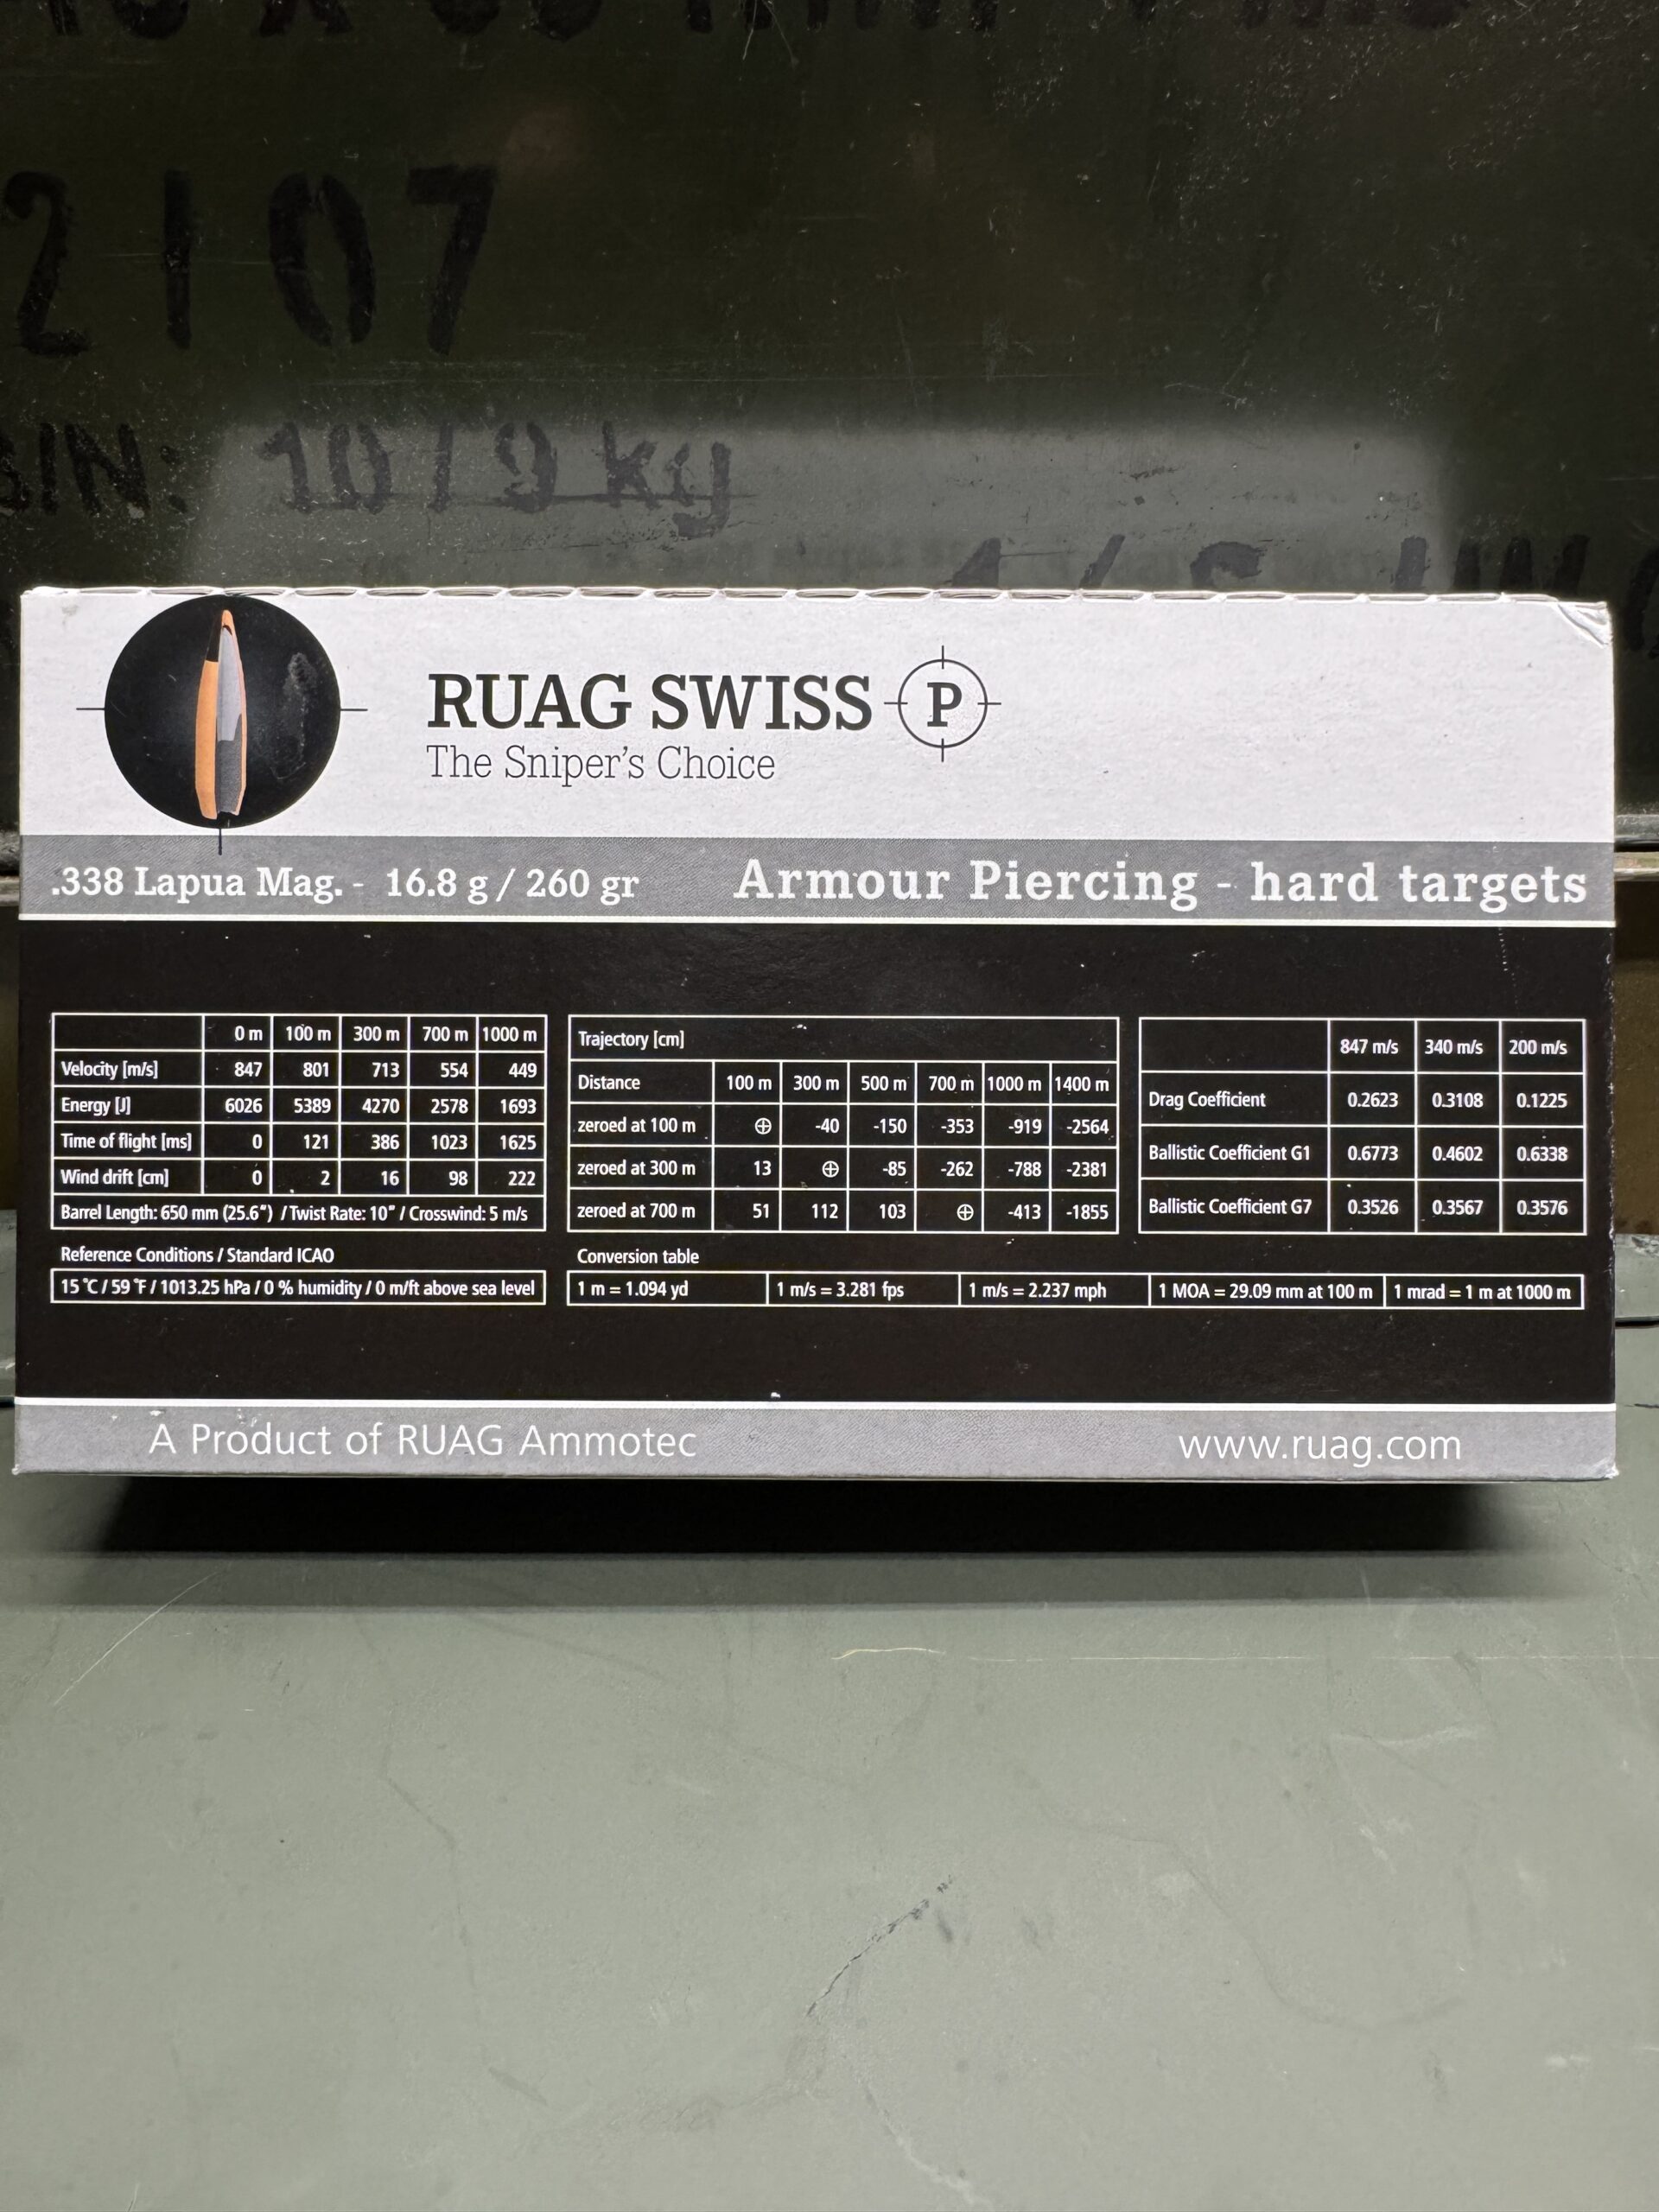 2107
10/9 kg
RUAG SWISS P
The Sniper's Choice
.338 Lapua Mag. - 16.8 g / 260 gr
Armour Piercing - hard targets
0 m 100 m 300 m 700 m 1000 m
Velocity [m/s] 847 801 713 554 449
Energy [J] 6026 5389 4270 2578 1693
Time of flight [ms] 0 121 386 1023 1625
Wind drift [cm] 0 2 16 98 222
Barrel Length: 650 mm (25.6") / Twist Rate: 10" / Crosswind: 5 m/s
Reference Conditions / Standard ICAO
15 °C / 59 °F / 1013.25 hPa / 0 % humidity / 0 m/ft above sea level
Trajectory [cm]
Distance 100 m 300 m 500 m 700 m 1000 m 1400 m
zeroed at 100 m ⊕ -40 -150 -353 -919 -2564
zeroed at 300 m 13 ⊕ -85 -262 -788 -2381
zeroed at 700 m 51 112 103 ⊕ -413 -1855
847 m/s 340 m/s 200 m/s
Drag Coefficient 0.2623 0.3108 0.1225
Ballistic Coefficient G1 0.6773 0.4602 0.6338
Ballistic Coefficient G7 0.3526 0.3567 0.3576
Conversion table
1 m = 1.094 yd 1 m/s = 3.281 fps 1 m/s = 2.237 mph 1 MOA = 29.09 mm at 100 m 1 mrad = 1 m at 1000 m
A Product of RUAG Ammotec
www.ruag.com